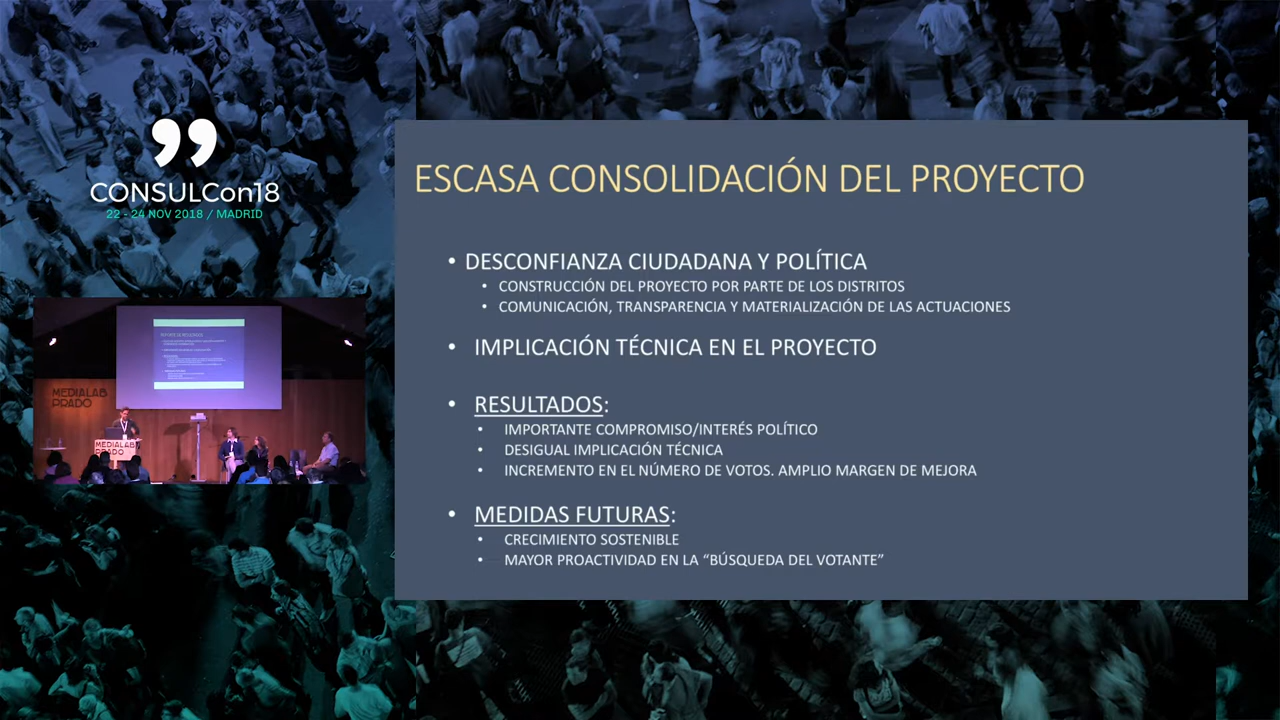 CONSULCon18
22 - 24 NOV 2018 / MADRID
MEDIALAB
PRADO
MEDIALAB
PRADO
ESCASA CONSOLIDACIÓN DEL PROYECTO
• DESCONFIANZA CIUDADANA Y POLÍTICA
• CONSTRUCCIÓN DEL PROYECTO POR PARTE DE LOS DISTRITOS
• COMUNICACIÓN, TRANSPARENCIA Y MATERIALIZACIÓN DE LAS ACTUACIONES
• IMPLICACIÓN TÉCNICA EN EL PROYECTO
• RESULTADOS:
• IMPORTANTE COMPROMISO/INTERÉS POLÍTICO
• DESIGUAL IMPLICACIÓN TÉCNICA
• INCREMENTO EN EL NÚMERO DE VOTOS. AMPLIO MARGEN DE MEJORA
• MEDIDAS FUTURAS:
• CRECIMIENTO SOSTENIBLE
• MAYOR PROACTIVIDAD EN LA “BÚSQUEDA DEL VOTANTE”